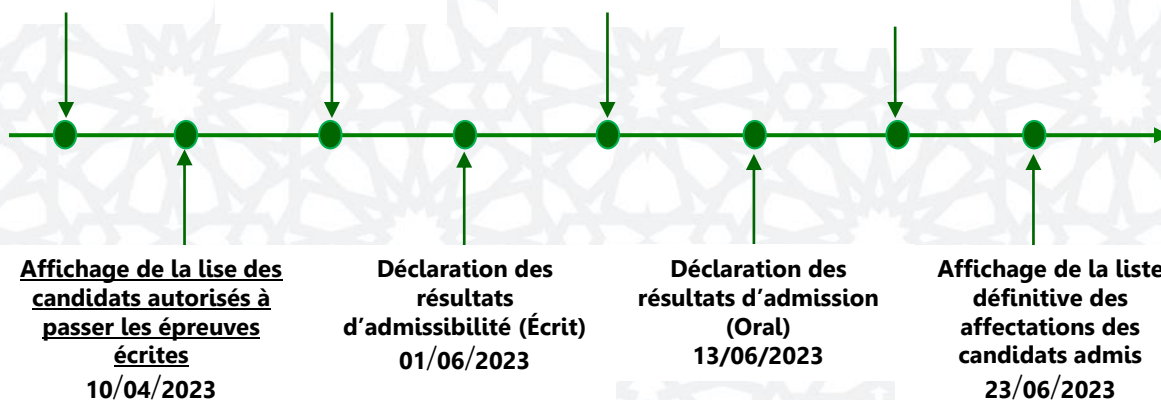 Affichage de la lise des
candidats autorisés à
passer les épreuves
écrites
10/04/2023
Déclaration des
résultats
d'admissibilité (Écrit)
01/06/2023
Déclaration des
résultats d'admission
(Oral)
13/06/2023
Affichage de la liste
définitive des
affectations des
candidats admis
23/06/2023